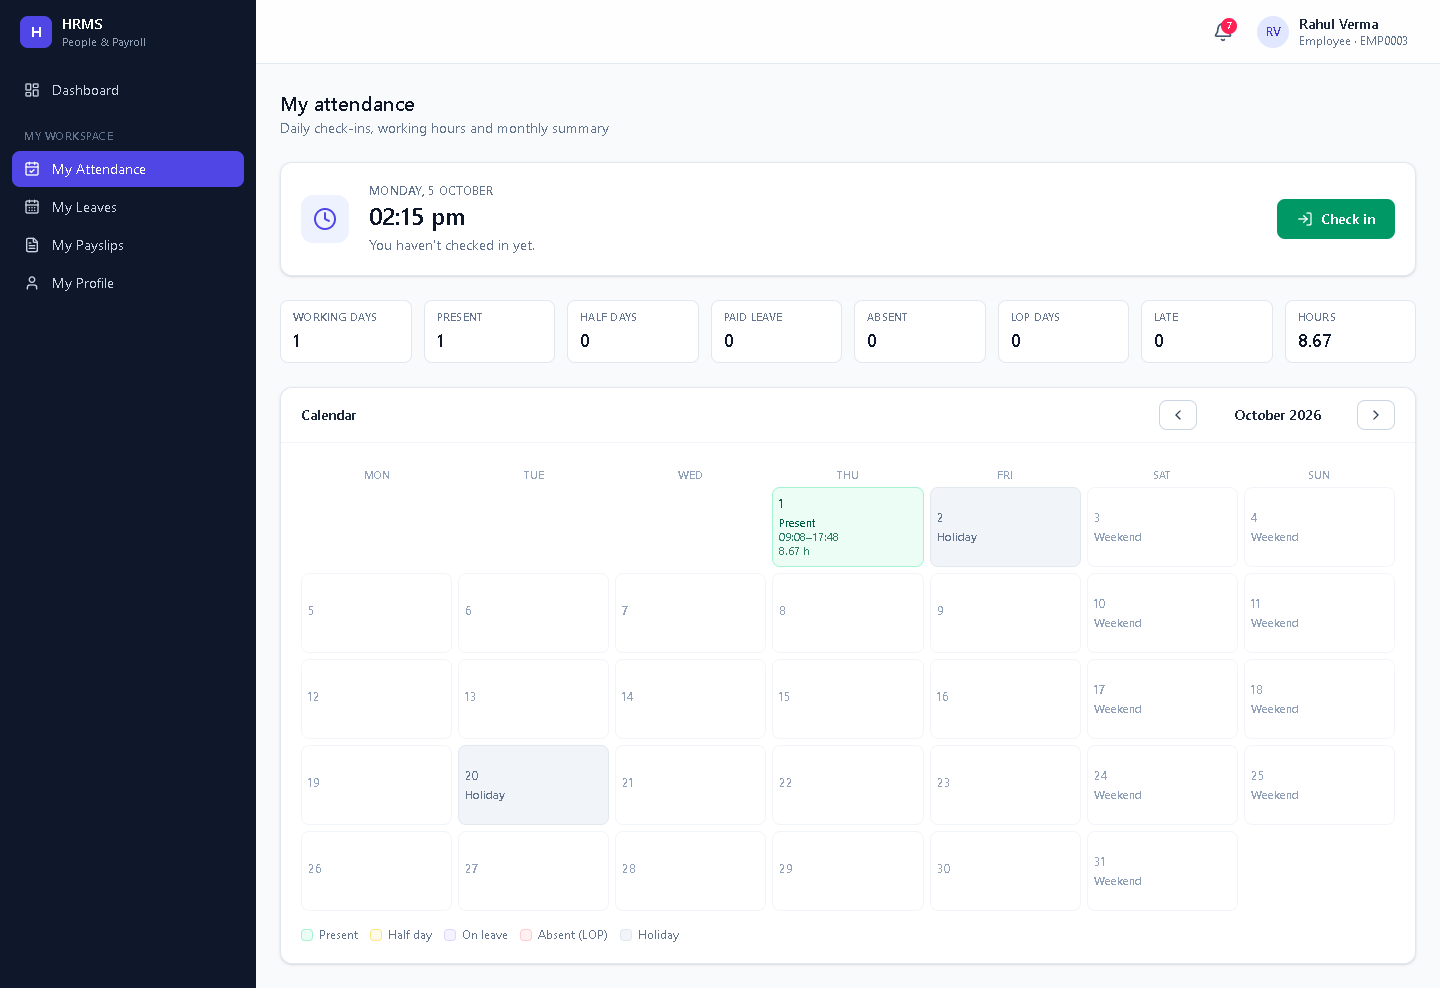 HRMS
People & Payroll
Dashboard
MY WORKSPACE
My Attendance
My Leaves
My Payslips
My Profile
7
RV
Rahul Verma
Employee · EMP0003
My attendance
Daily check-ins, working hours and monthly summary
MONDAY, 5 OCTOBER
02:15 pm
You haven't checked in yet.
Check in
WORKING DAYS
1
PRESENT
1
HALF DAYS
0
PAID LEAVE
0
ABSENT
0
LOP DAYS
0
LATE
0
HOURS
8.67
Calendar
October 2026
MON TUE WED THU FRI SAT SUN
1
Present
09:08–17:48
8.67 h
2
Holiday
3
Weekend
4
Weekend
5
6
7
8
9
10
Weekend
11
Weekend
12
13
14
15
16
17
Weekend
18
Weekend
19
20
Holiday
21
22
23
24
Weekend
25
Weekend
26
27
28
29
30
31
Weekend
Present Half day On leave Absent (LOP) Holiday
H